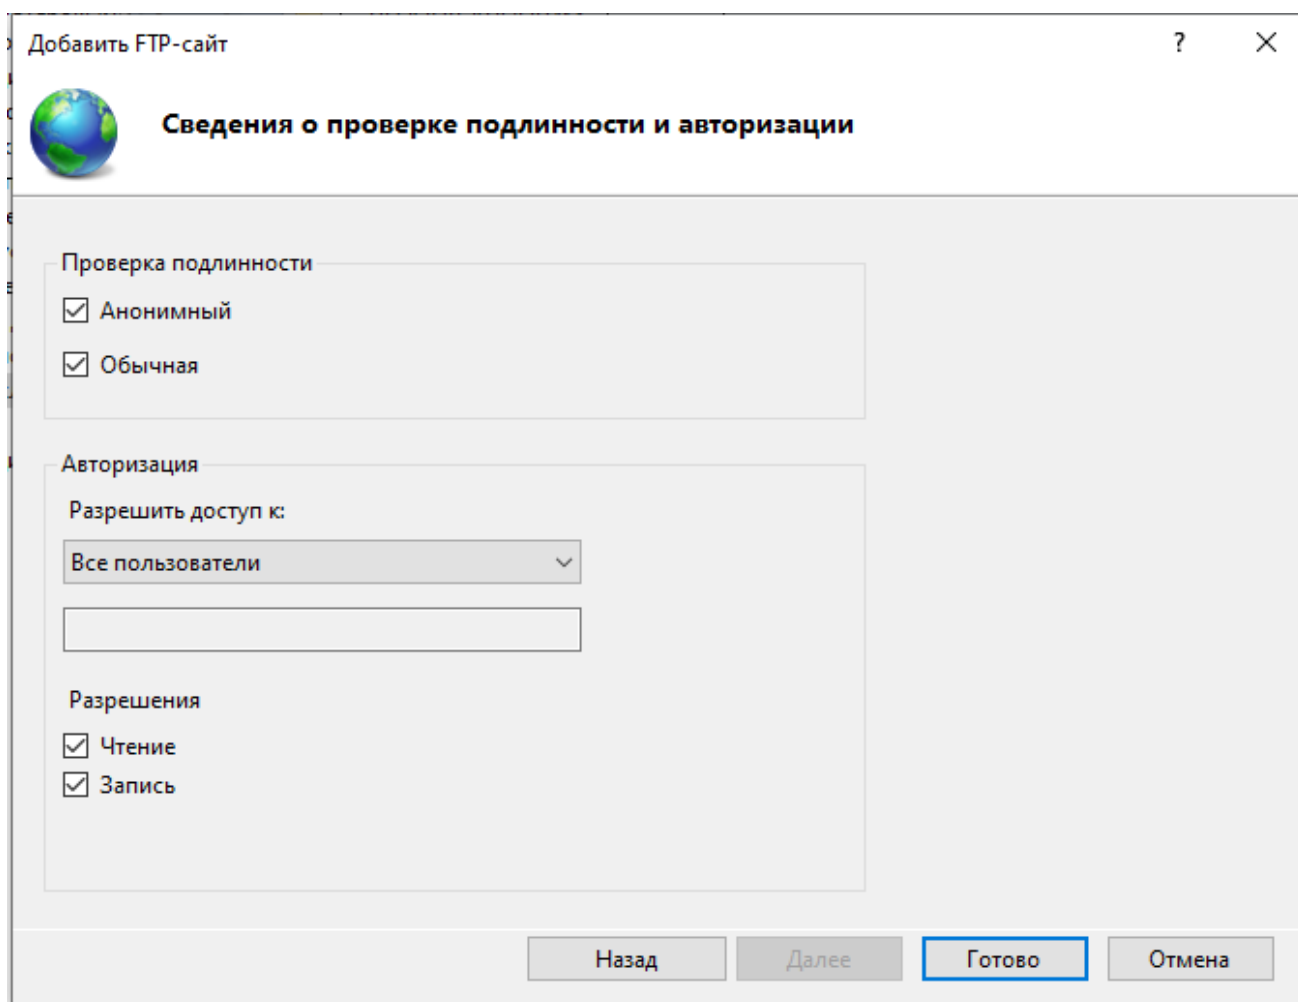 Добавить FTP-сайт
?
Сведения о проверке подлинности и авторизации
Проверка подлинности
Анонимный
Обычная
Авторизация
Разрешить доступ к:
Все пользователи
Разрешения
Чтение
Запись
Назад Далее Готово Отмена